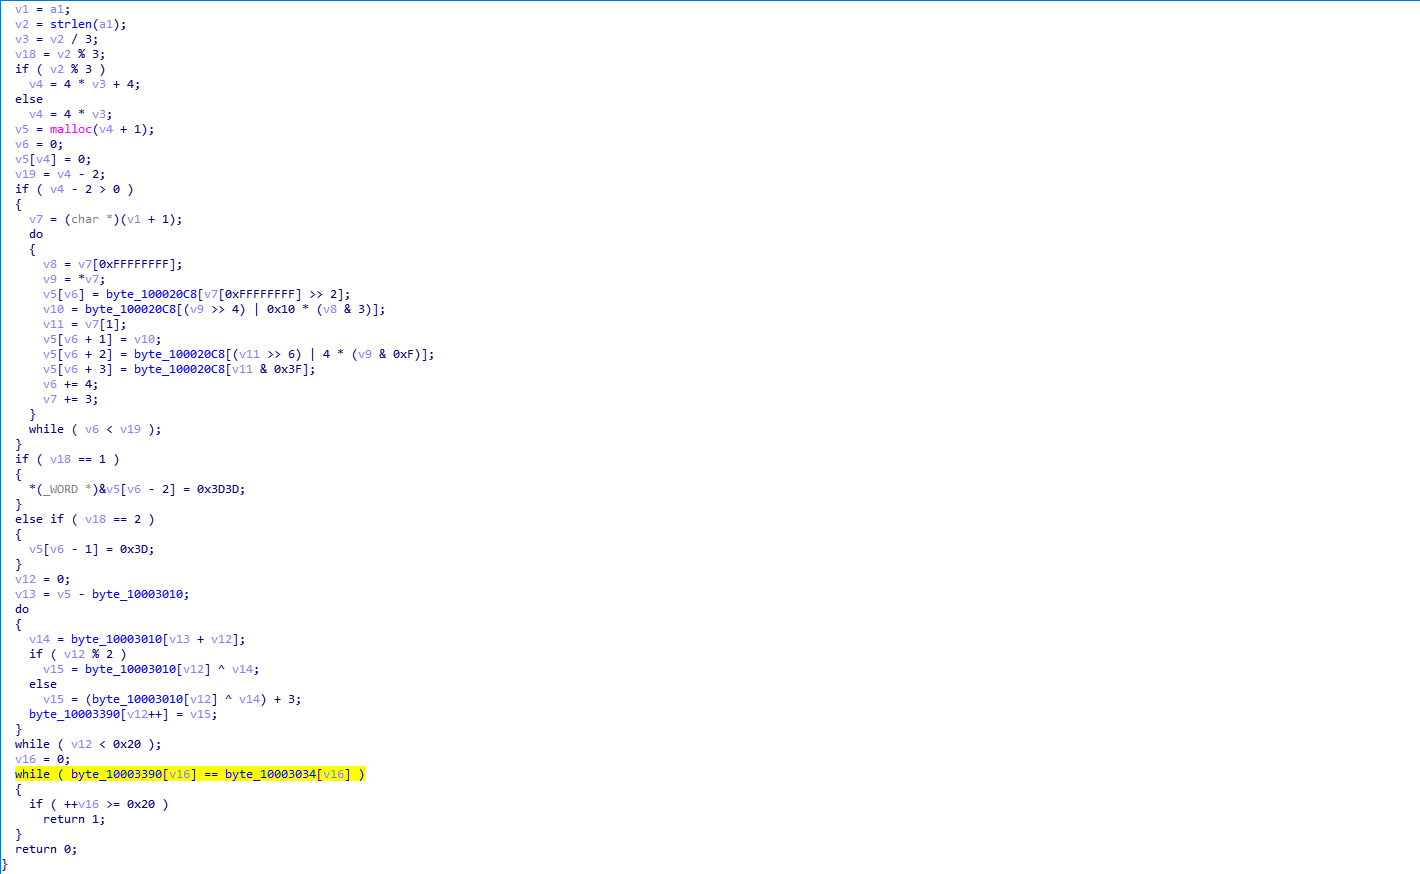 v1 = a1;
v2 = strlen(a1);
v3 = v2 / 3;
v18 = v2 % 3;
if ( v2 % 3 )
v4 = 4 * v3 + 4;
else
v4 = 4 * v3;
v5 = malloc(v4 + 1);
v6 = 0;
v5[v4] = 0;
v19 = v4 - 2;
if ( v4 - 2 > 0 )
{
v7 = (char *)(v1 + 1);
do
{
v8 = v7[0xFFFFFFFF];
v9 = *v7;
v5[v6] = byte_100020C8[v7[0xFFFFFFFF] >> 2];
v10 = byte_100020C8[(v9 >> 4) | 0x10 * (v8 & 3)];
v11 = v7[1];
v5[v6 + 1] = v10;
v5[v6 + 2] = byte_100020C8[(v11 >> 6) | 4 * (v9 & 0xF)];
v5[v6 + 3] = byte_100020C8[v11 & 0x3F];
v6 += 4;
v7 += 3;
}
while ( v6 < v19 );
}
if ( v18 == 1 )
{
*(_WORD *)&v5[v6 - 2] = 0x3D3D;
}
else if ( v18 == 2 )
{
v5[v6 - 1] = 0x3D;
}
v12 = 0;
v13 = v5 - byte_10003010;
do
{
v14 = byte_10003010[v13 + v12];
if ( v12 % 2 )
v15 = byte_10003010[v12] ^ v14;
else
v15 = (byte_10003010[v12] ^ v14) + 3;
byte_10003390[v12++] = v15;
}
while ( v12 < 0x20 );
v16 = 0;
while ( byte_10003390[v16] == byte_10003034[v16] )
{
if ( ++v16 >= 0x20 )
return 1;
}
return 0;
}